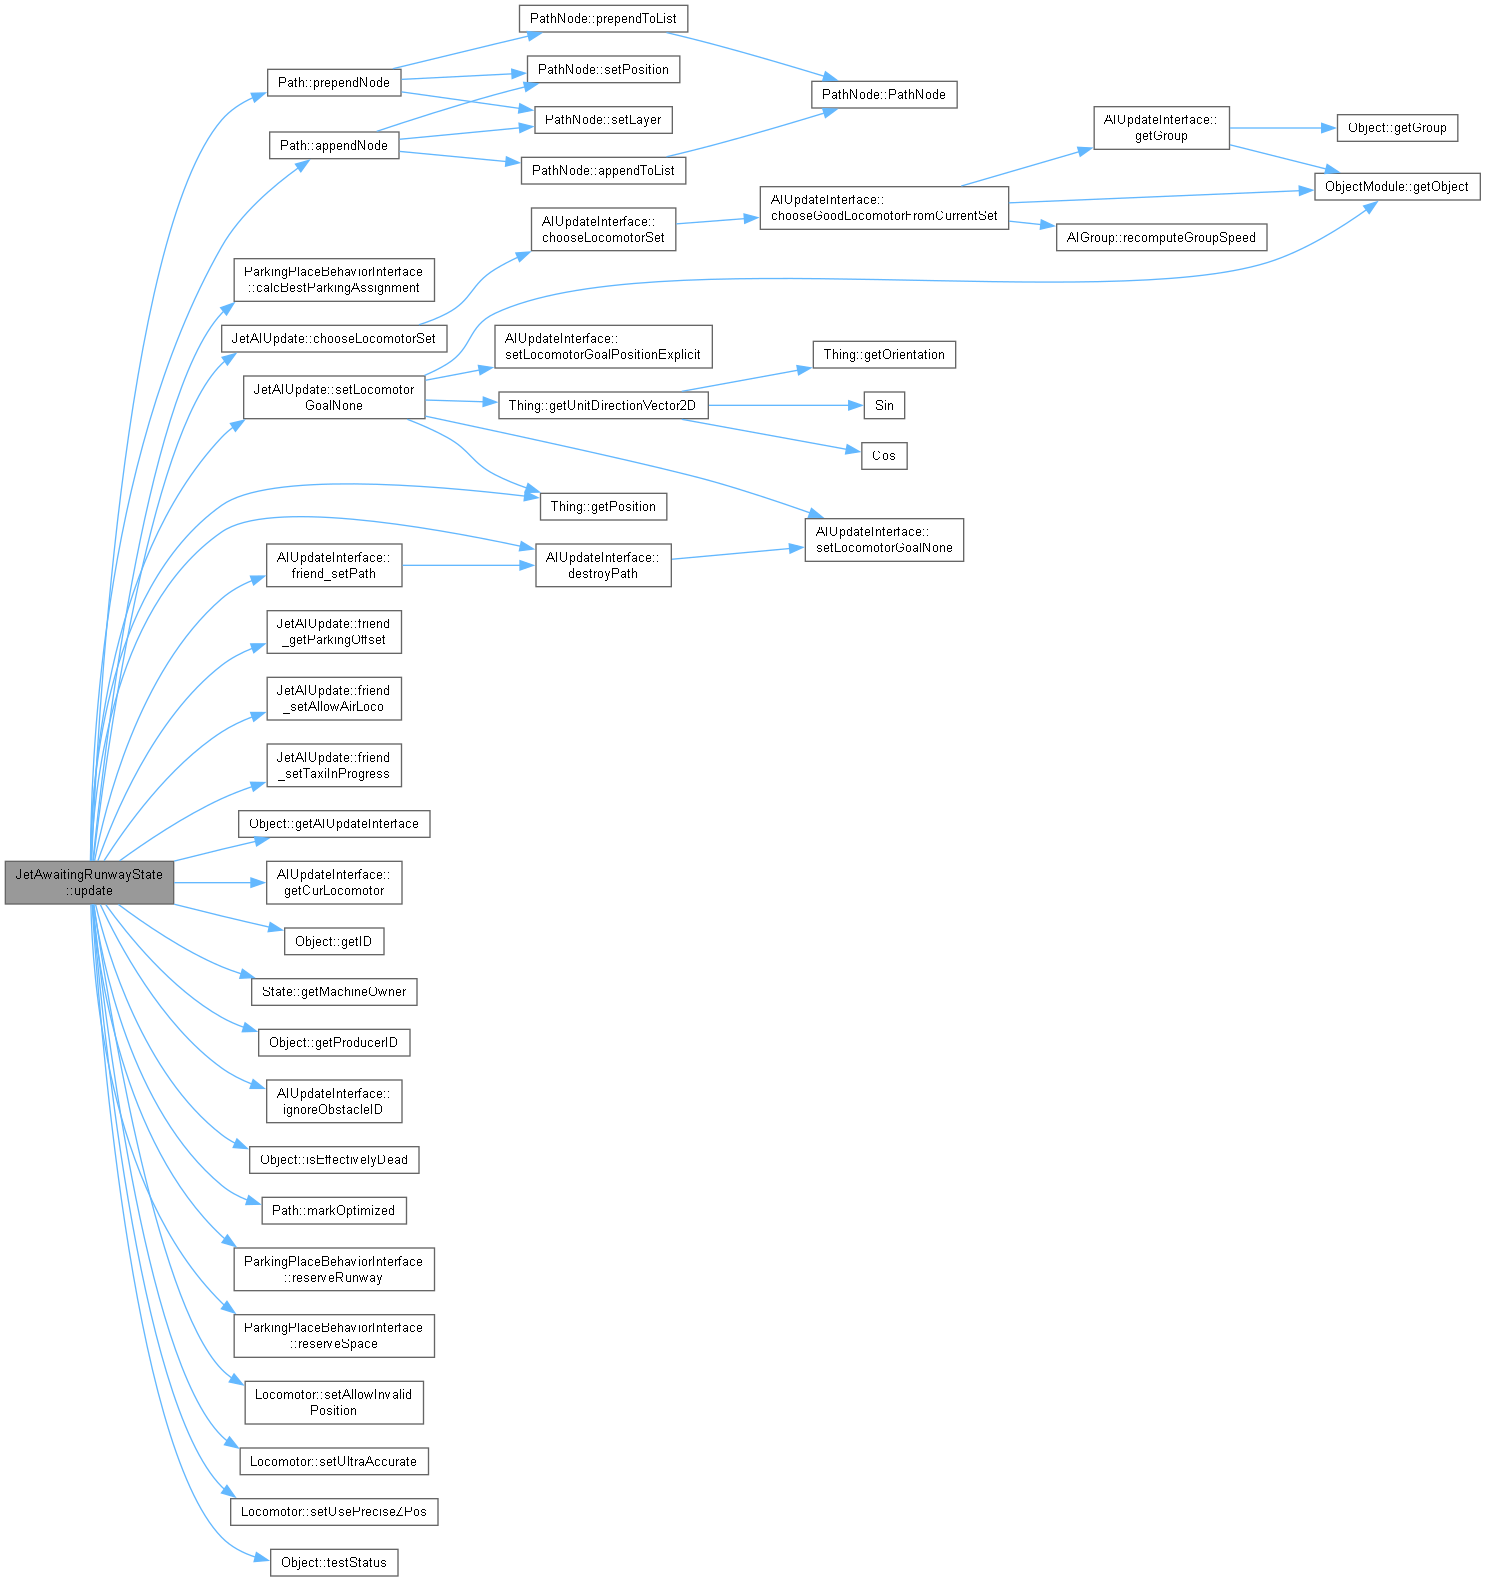 PathNode::prependToList
PathNode::setPosition
Path::prependNode
PathNode::PathNode
PathNode::setLayer
AIUpdateInterface::
getGroup
Object::getGroup
Path::appendNode
PathNode::appendToList
ObjectModule::getObject
AIUpdateInterface::
chooseGoodLocomotorFromCurrentSet
AIUpdateInterface::
chooseLocomotorSet
AIGroup::recomputeGroupSpeed
ParkingPlaceBehaviorInterface
::calcBestParkingAssignment
JetAIUpdate::chooseLocomotorSet
AIUpdateInterface::
setLocomotorGoalPositionExplicit
Thing::getOrientation
JetAIUpdate::setLocomotor
GoalNone
Thing::getUnitDirectionVector2D
Sin
Cos
Thing::getPosition
AIUpdateInterface::
setLocomotorGoalNone
AIUpdateInterface::
friend_setPath
AIUpdateInterface::
destroyPath
JetAIUpdate::friend
_getParkingOffset
JetAIUpdate::friend
_setAllowAirLoco
JetAIUpdate::friend
_setTaxiInProgress
Object::getAIUpdateInterface
JetAwaitingRunwayState
::update
AIUpdateInterface::
getCurLocomotor
Object::getID
State::getMachineOwner
Object::getProducerID
AIUpdateInterface::
ignoreObstacleID
Object::isEffectivelyDead
Path::markOptimized
ParkingPlaceBehaviorInterface
::reserveRunway
ParkingPlaceBehaviorInterface
::reserveSpace
Locomotor::setAllowInvalid
Position
Locomotor::setUltraAccurate
Locomotor::setUsePreciseZPos
Object::testStatus